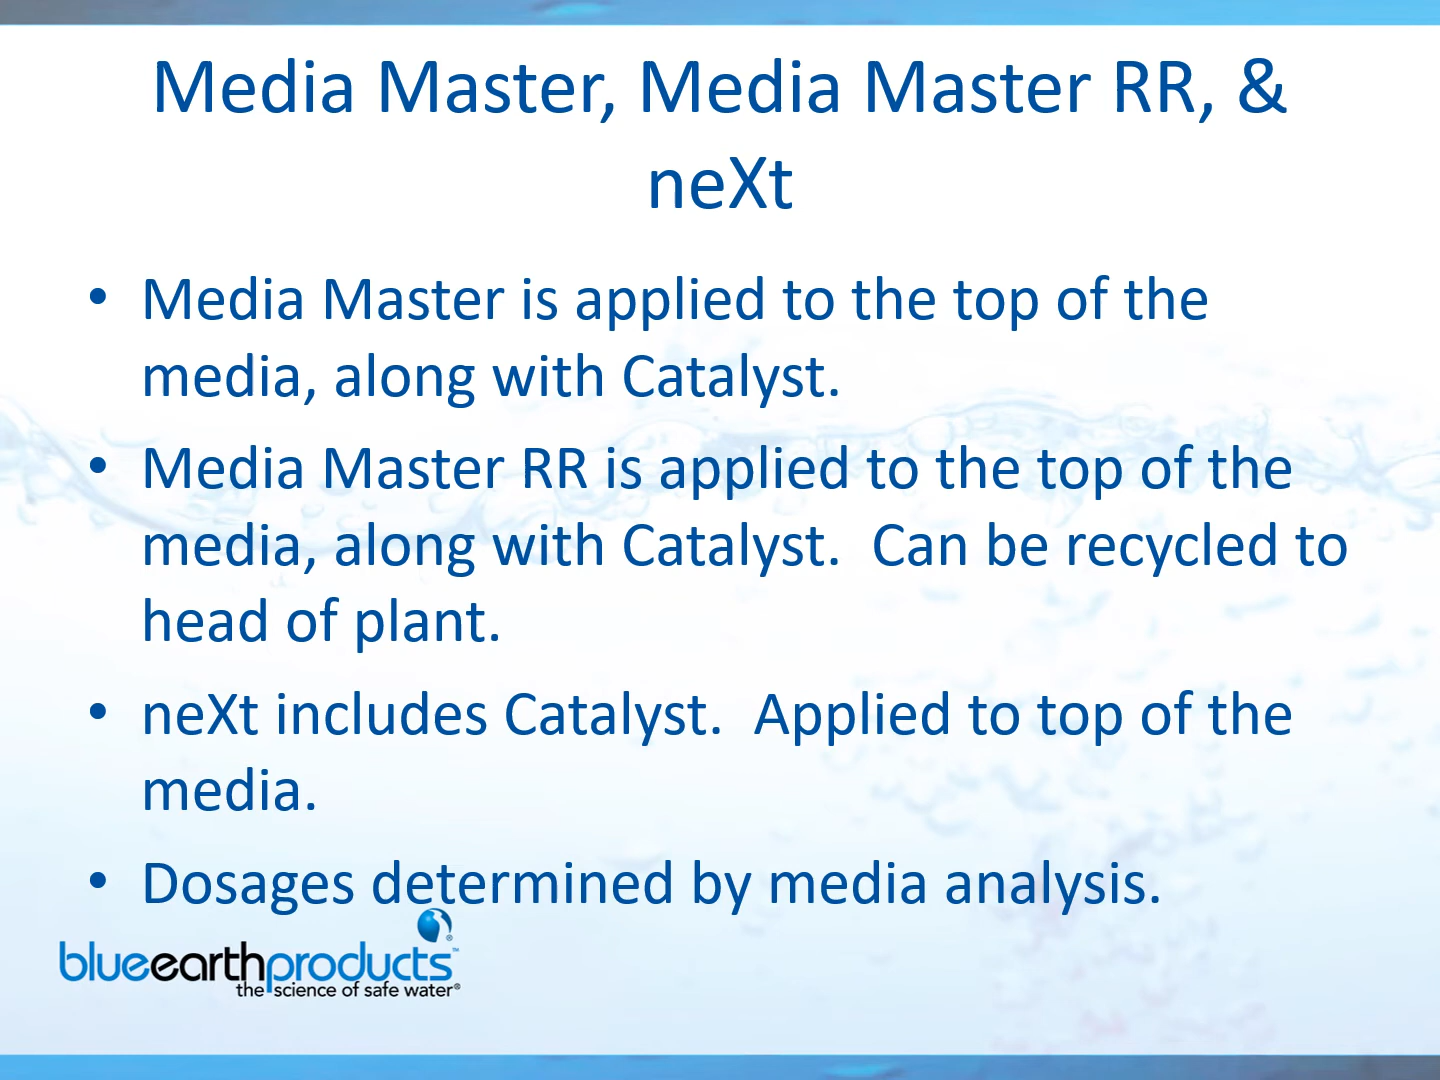 Media Master, Media Master RR, &
neXt
• Media Master is applied to the top of the
media, along with Catalyst.
• Media Master RR is applied to the top of the
media, along with Catalyst.  Can be recycled to
head of plant.
• neXt includes Catalyst.  Applied to top of the
media.
• Dosages determined by media analysis.
blueearthproducts™
the science of safe water®